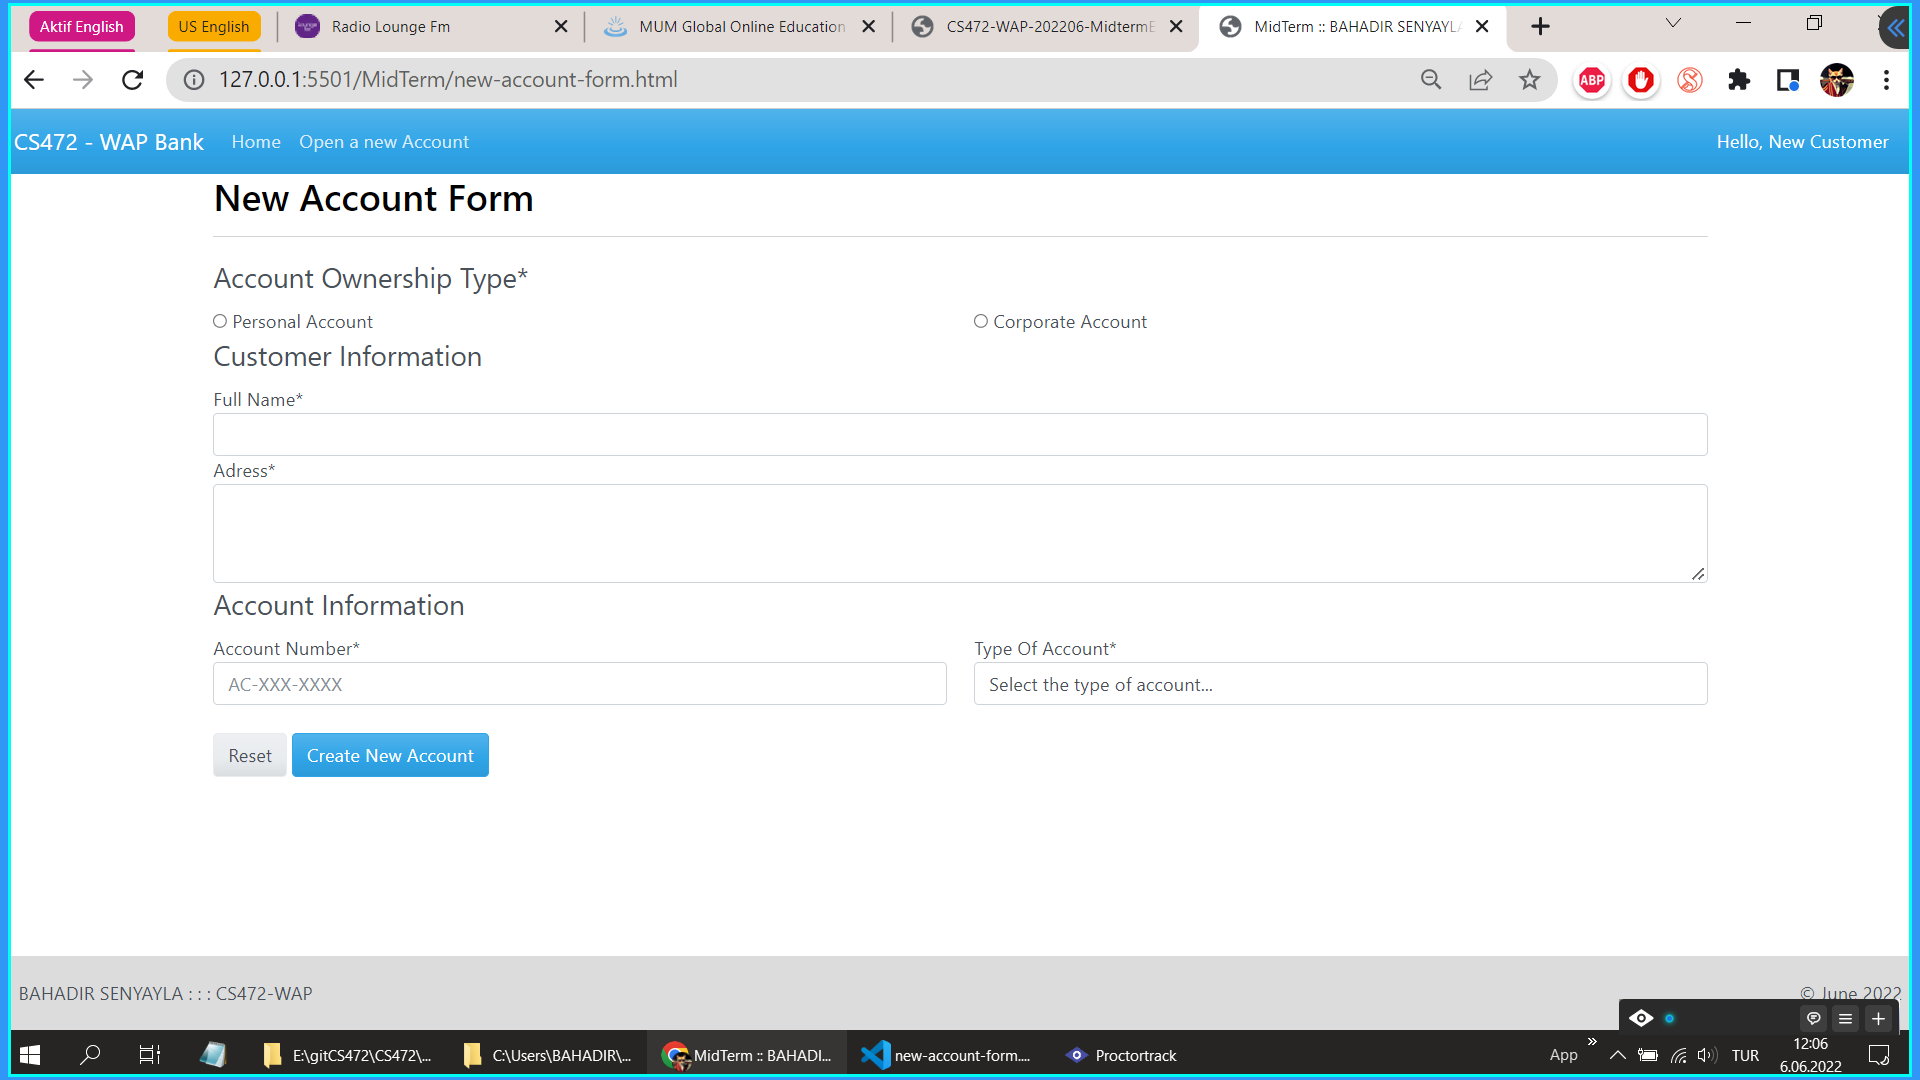 Aktif English
US English
Radio Lounge Fm
MUM Global Online Education
CS472-WAP-202206-MidtermE
MidTerm :: BAHADIR SENYAYLA
127.0.0.1:5501/MidTerm/new-account-form.html
ABP
CS472 - WAP Bank
Home
Open a new Account
Hello, New Customer
New Account Form
Account Ownership Type*
Personal Account
Corporate Account
Customer Information
Full Name*
Adress*
Account Information
Account Number*
Type Of Account*
AC-XXX-XXXX
Select the type of account...
Reset
Create New Account
BAHADIR SENYAYLA : : : CS472-WAP
© June 2022
E:\gitCS472\CS472\...
C:\Users\BAHADIR\...
MidTerm :: BAHADI...
new-account-form....
Proctortrack
App
TUR
12:06
6.06.2022